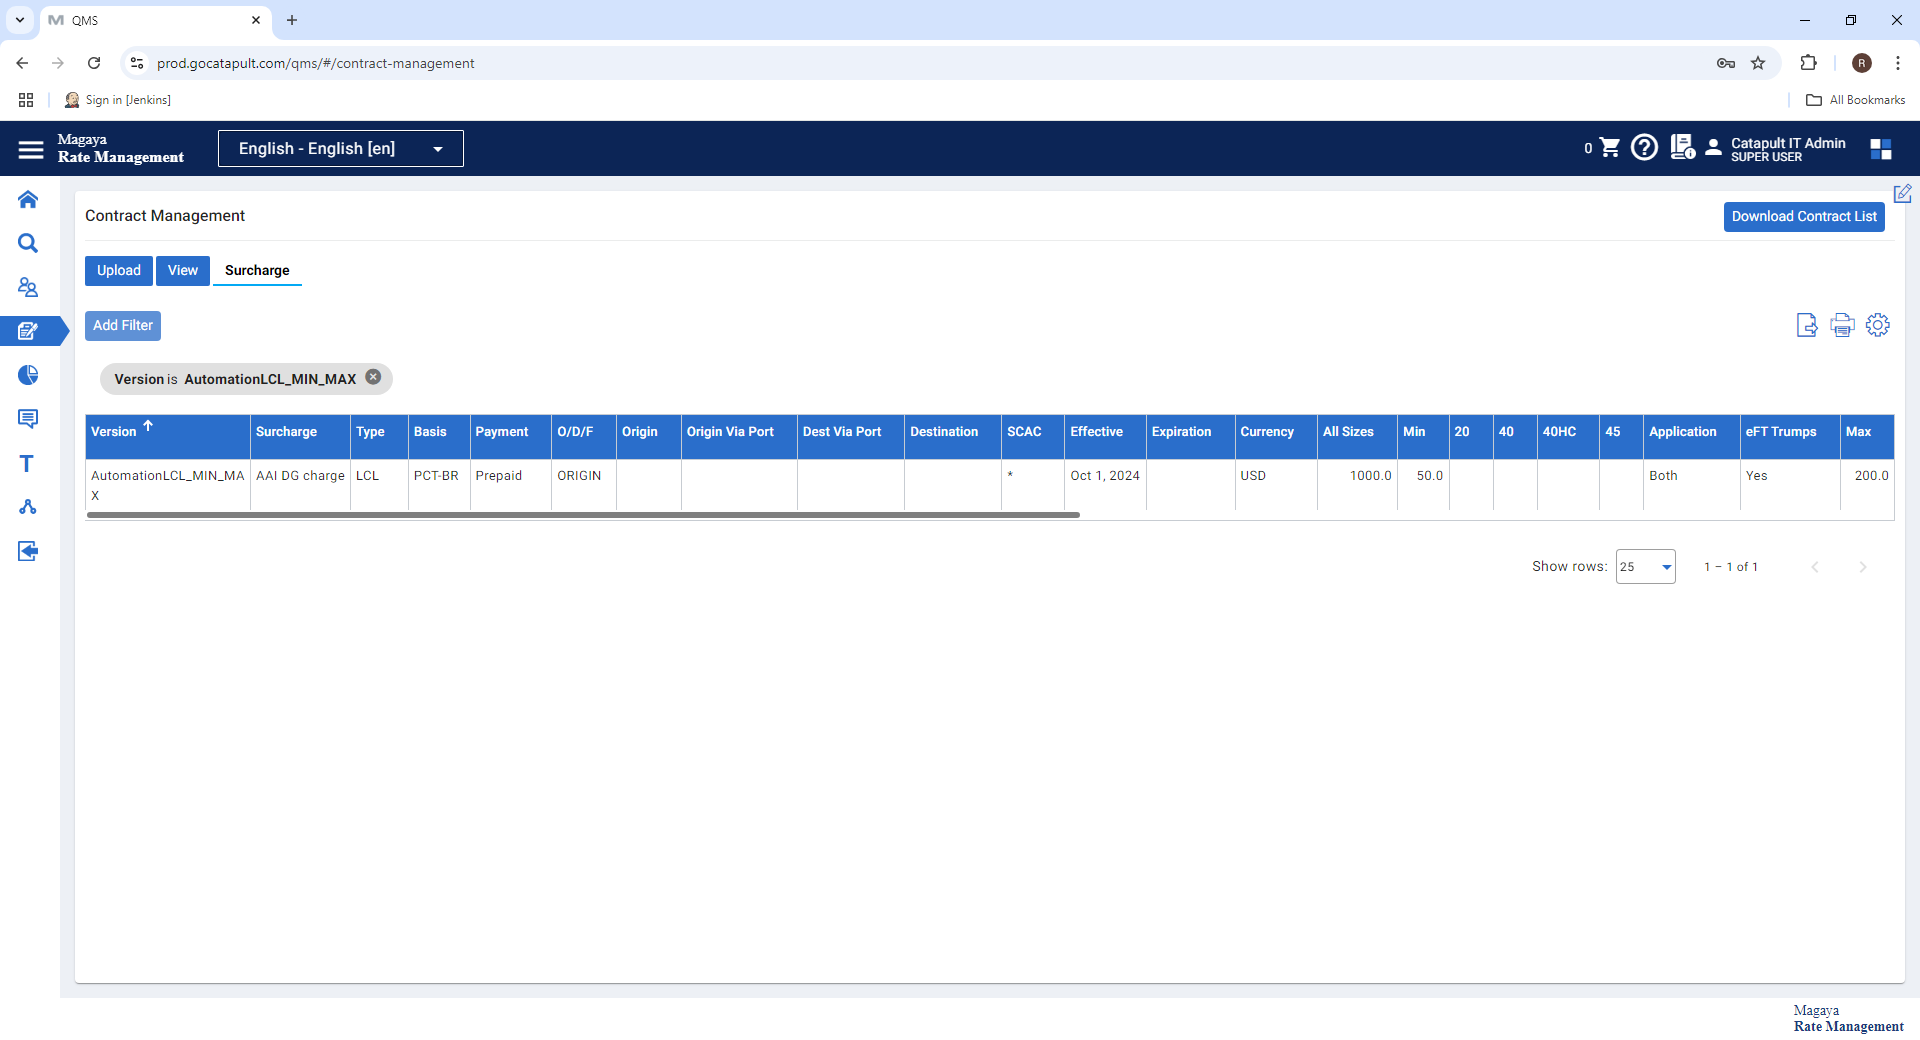 QMS
prod.gocatapult.com/qms/#/contract-management
R
Sign in [Jenkins]
All Bookmarks
Magaya
Rate Management
English - English [en]
0
Catapult IT Admin
SUPER USER
Contract Management
Download Contract List
Upload View Surcharge
Add Filter
Version is AutomationLCL_MIN_MAX
Version Surcharge Type Basis Payment O/D/F Origin Origin Via Port Dest Via Port Destination SCAC Effective Expiration Currency All Sizes Min 20 40 40HC 45 Application eFT Trumps Max
AutomationLCL_MIN_MA AAI DG charge LCL PCT-BR Prepaid ORIGIN * Oct 1, 2024 USD 1000.0 50.0 Both Yes 200.0
X
Show rows: 25 1 – 1 of 1
T
Magaya
Rate Management